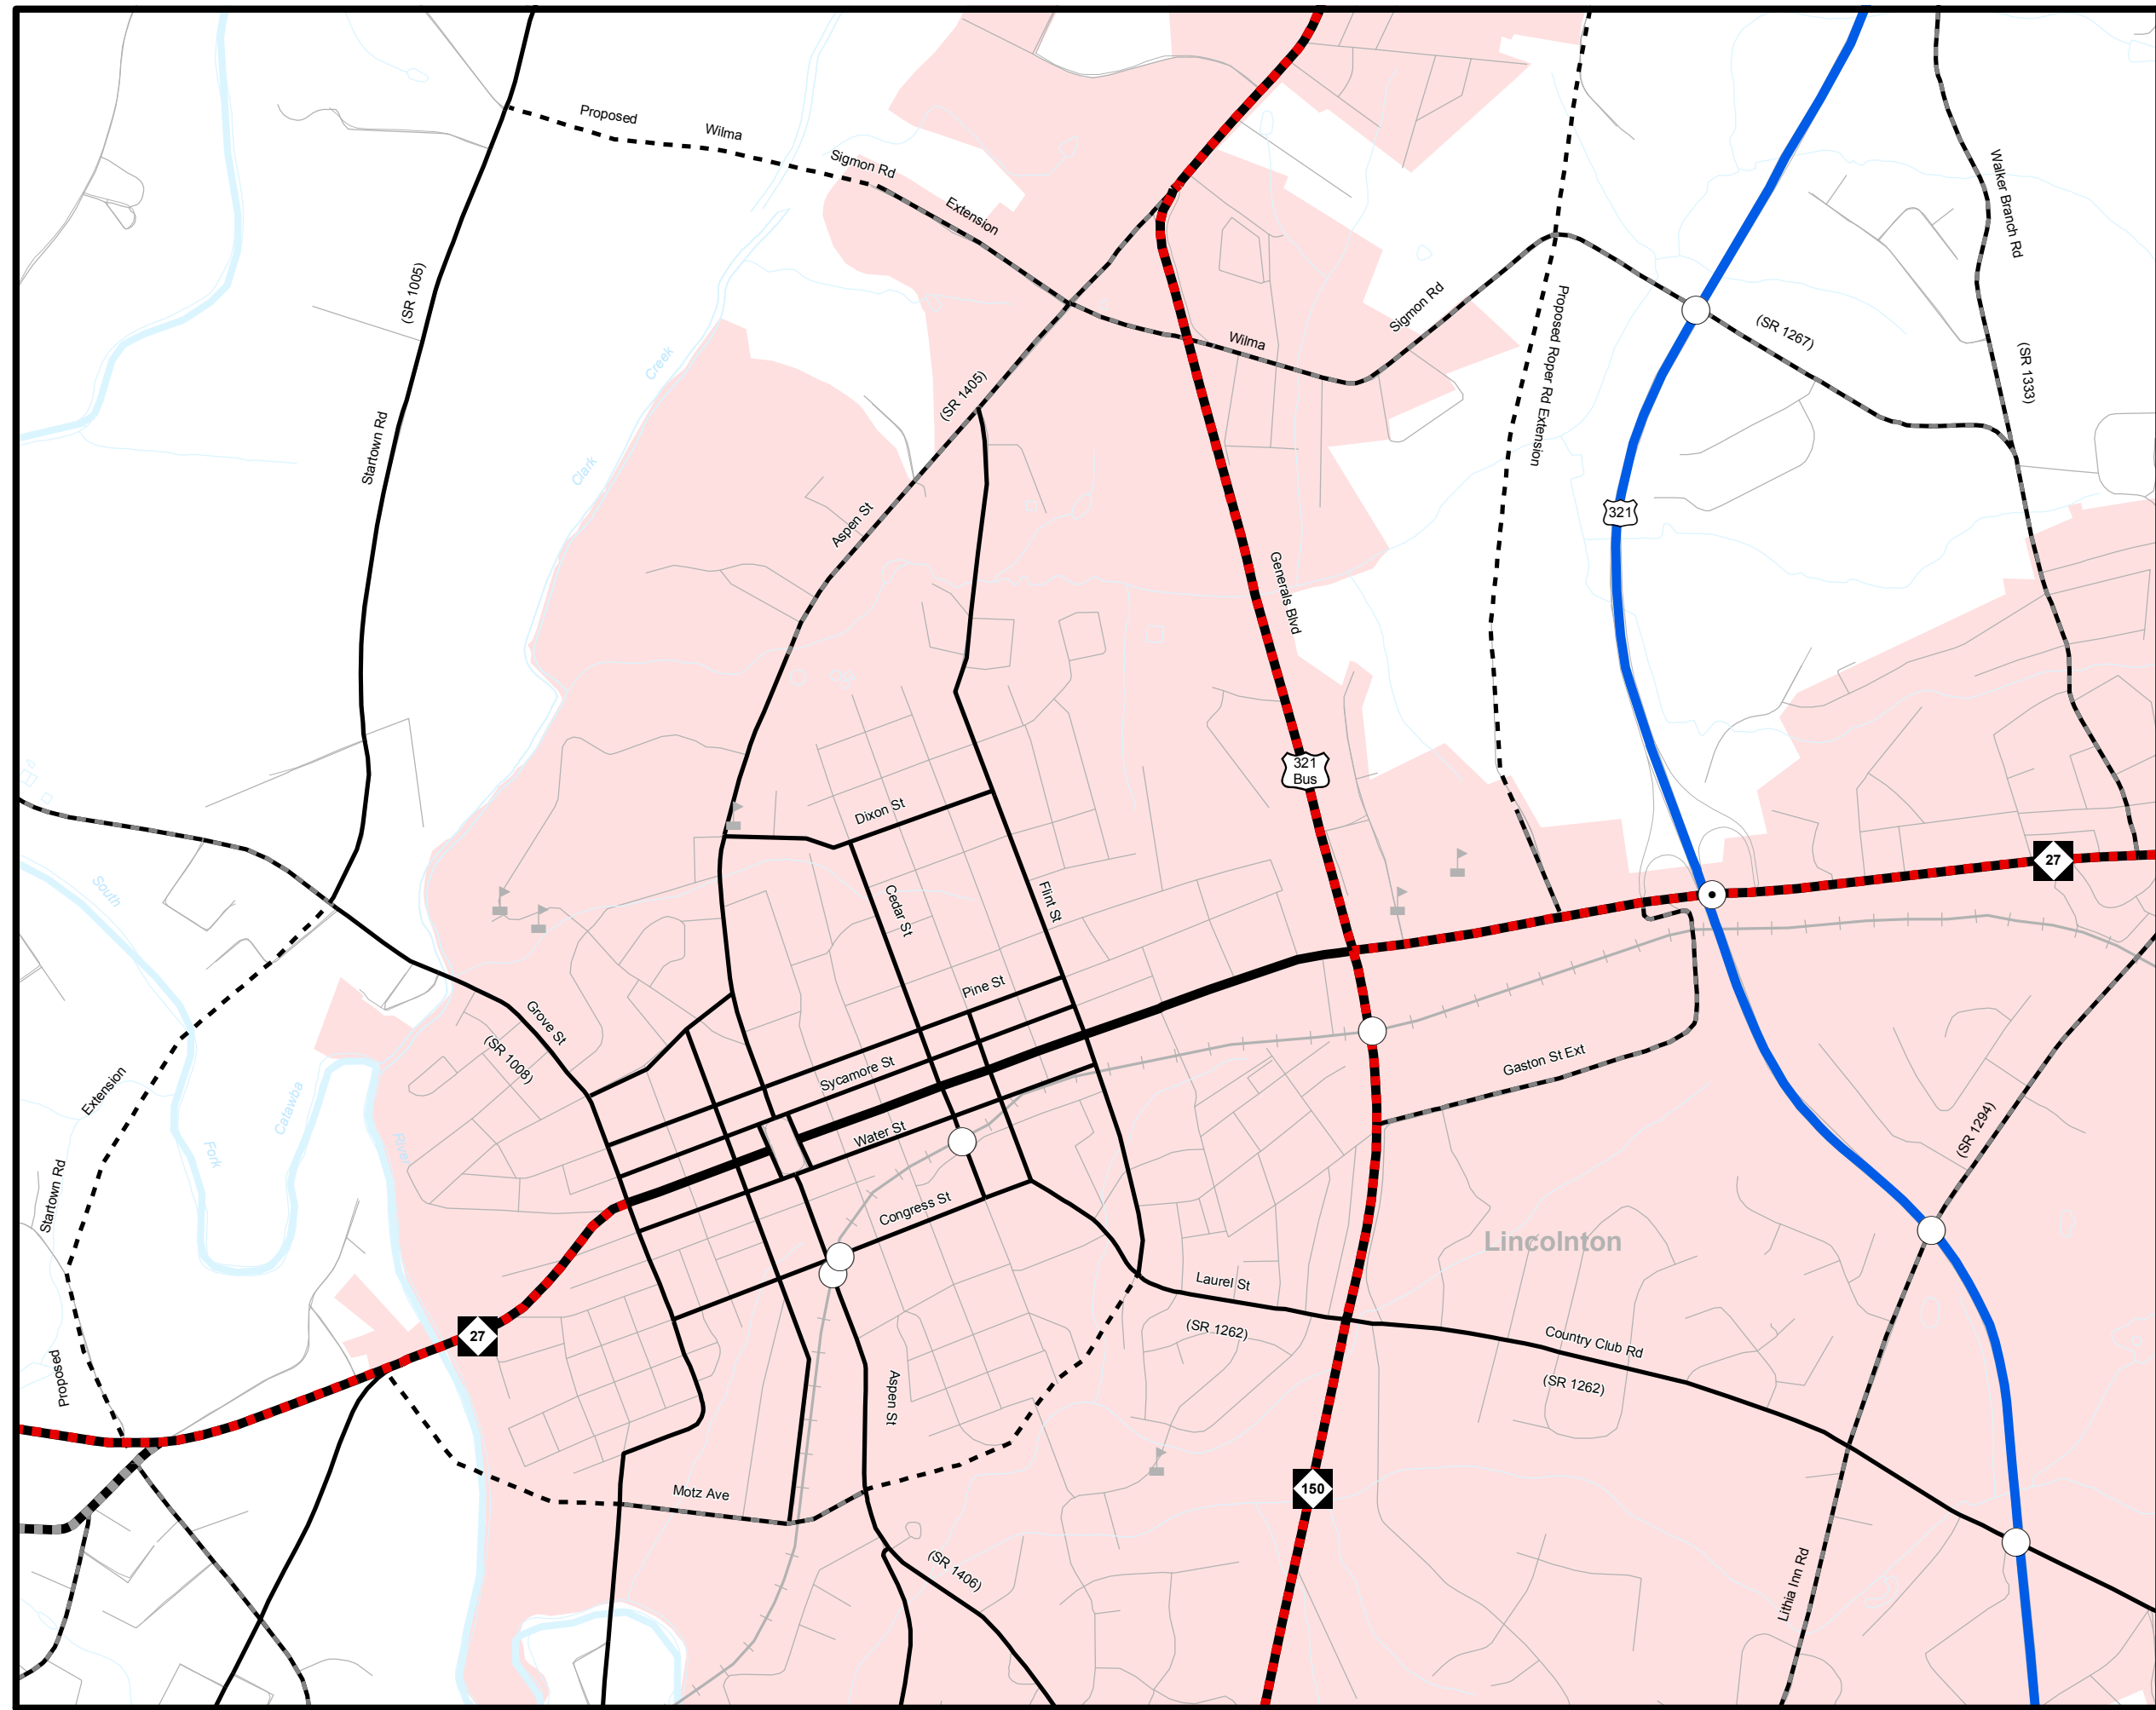 Proposed
Wilma
Sigmon Rd
Extension
Walker Branch Rd
(SR 1005)
Proposed Roper Rd Extension
Sigmon Rd
Wilma
(SR 1267)
(SR 1333)
Creek
(SR 1405)
Startown Rd
Clark
Aspen St
321
Generals Blvd
321
Bus
Dixon St
27
South
Cedar St
Flint St
Pine St
Grove St
(SR 1008)
Sycamore St
Gaston St Ext
Extension
Catawba
Fork
River
Water St
(SR 1294)
Startown Rd
Congress St
Lincolnton
Laurel St
(SR 1262)
Country Club Rd
(SR 1262)
27
Proposed
Aspen St
Motz Ave
150
(SR 1406)
Lithia Inn Rd